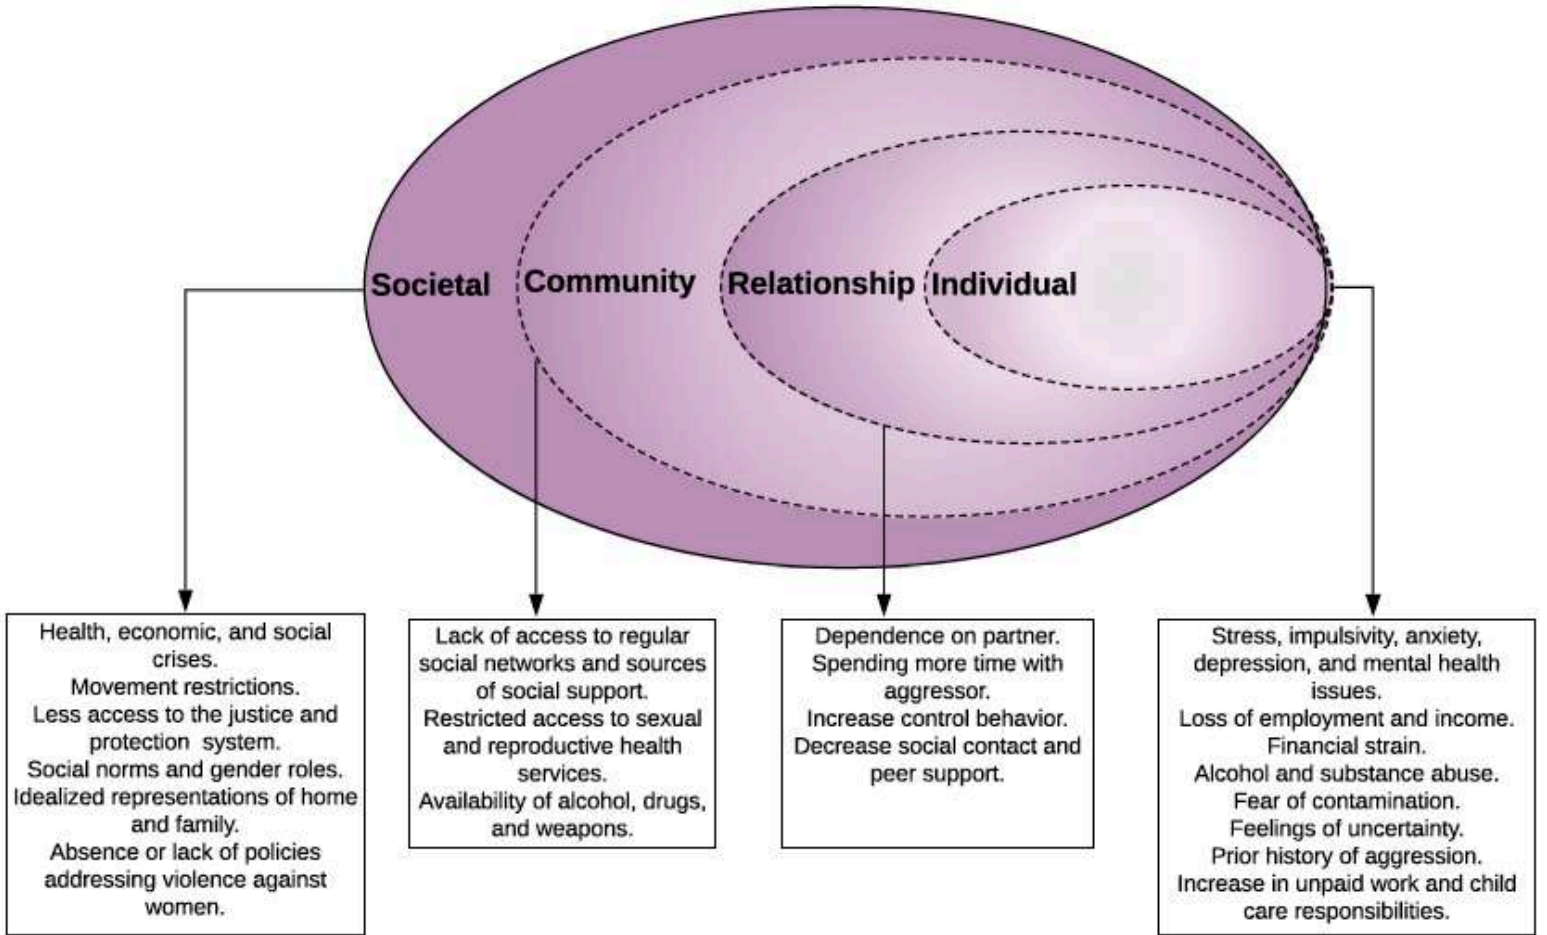 Societal
Community
Relationship
Individual
Health, economic, and social
crises.
Movement restrictions.
Less access to the justice and
protection system.
Social norms and gender roles.
Idealized representations of home
and family.
Absence or lack of policies
addressing violence against
women.
Lack of access to regular
social networks and sources
of social support.
Restricted access to sexual
and reproductive health
services.
Availability of alcohol, drugs,
and weapons.
Dependence on partner.
Spending more time with
aggressor.
Increase control behavior.
Decrease social contact and
peer support.
Stress, impulsivity, anxiety,
depression, and mental health
issues.
Loss of employment and income.
Financial strain.
Alcohol and substance abuse.
Fear of contamination.
Feelings of uncertainty.
Prior history of aggression.
Increase in unpaid work and child
care responsibilities.